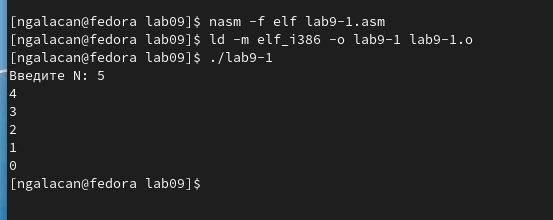 [ngalacan@fedora lab09]$ nasm -f elf lab9-1.asm
[ngalacan@fedora lab09]$ ld -m elf_i386 -o lab9-1 lab9-1.o
[ngalacan@fedora lab09]$ ./lab9-1
Введите N: 5
4
3
2
1
0
[ngalacan@fedora lab09]$